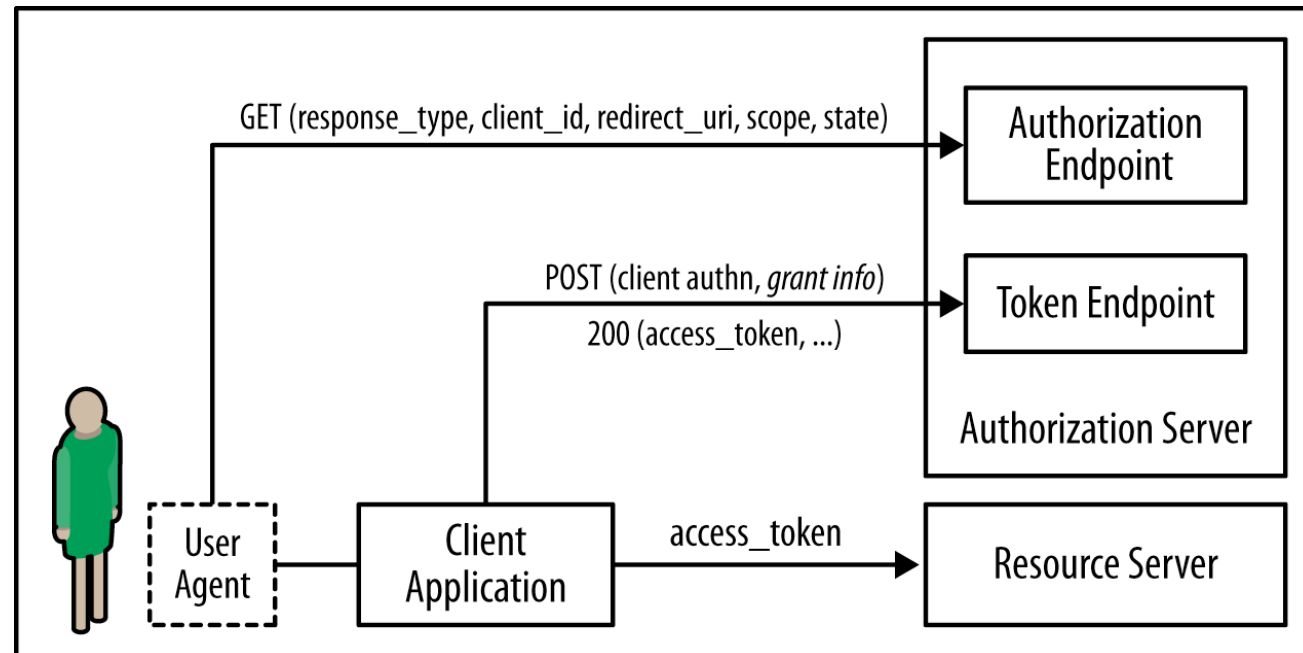 GET (response_type, client_id, redirect_uri, scope, state)
Authorization
Endpoint
POST (client authn, grant info)
200 (access_token, ...)
Token Endpoint
Authorization Server
User
Agent
Client
Application
access_token
Resource Server